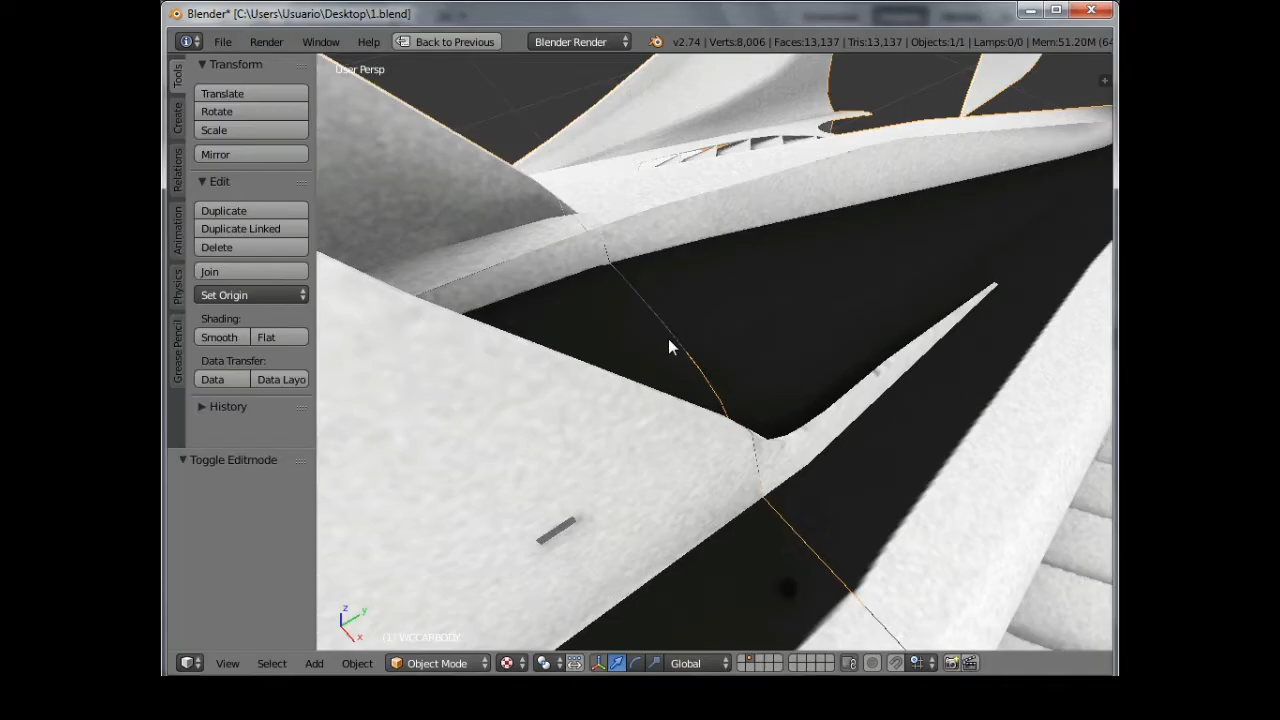 Blender* [C:\Users\Usuario\Desktop\1.blend]
File Render Window Help Back to Previous Blender Render v2.74 | Verts:8,006 | Faces:13,137 | Tris:13,137 | Objects:1/1 | Lamps:0/0 | Mem:51.20M (64
Tools
Create
Relations
Animation
Physics
Grease Pencil
Transform
Translate
Rotate
Scale
Mirror
Edit
Duplicate
Duplicate Linked
Delete
Join
Set Origin
Shading:
Smooth Flat
Data Transfer:
Data Data Layo
History
Toggle Editmode
User Persp
z
y
x
(1) WCCARBODY
View Select Add Object Object Mode Global